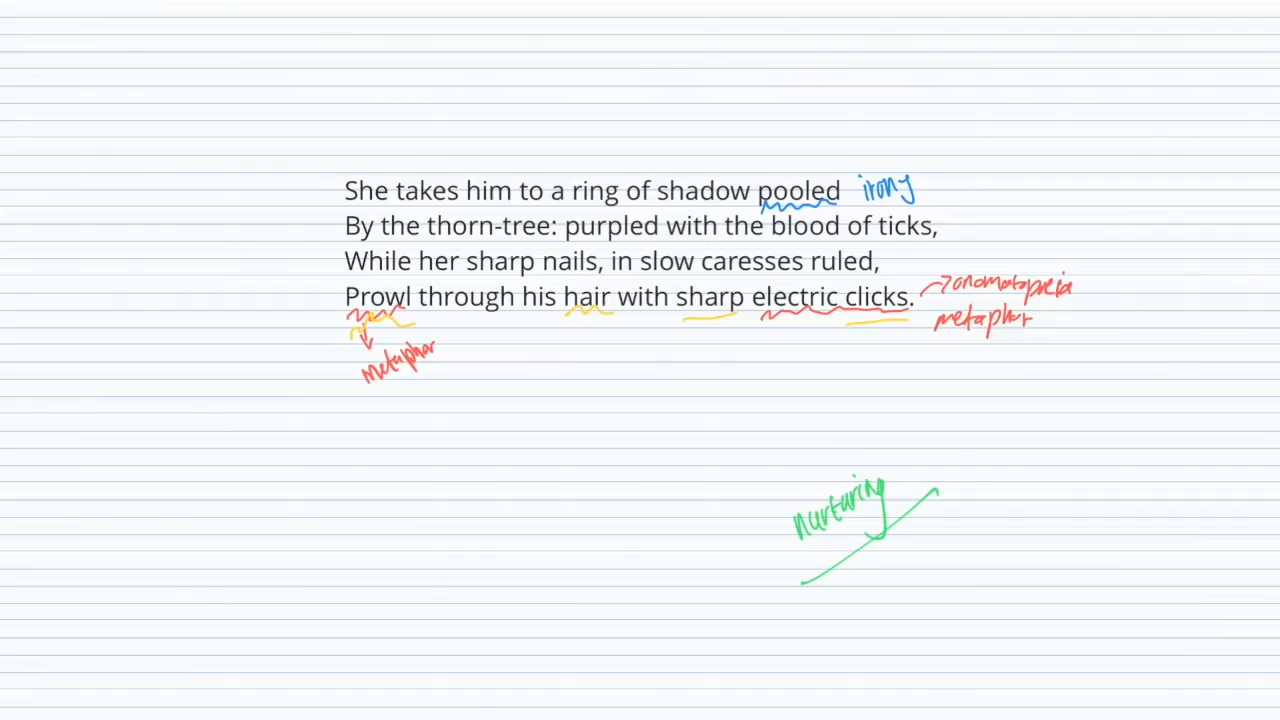 She takes him to a ring of shadow pooled irony
By the thorn-tree: purpled with the blood of ticks,
While her sharp nails, in slow caresses ruled,
Prowl through his hair with sharp electric clicks. onomatopoeia
metaphor
metaphor
nurturing